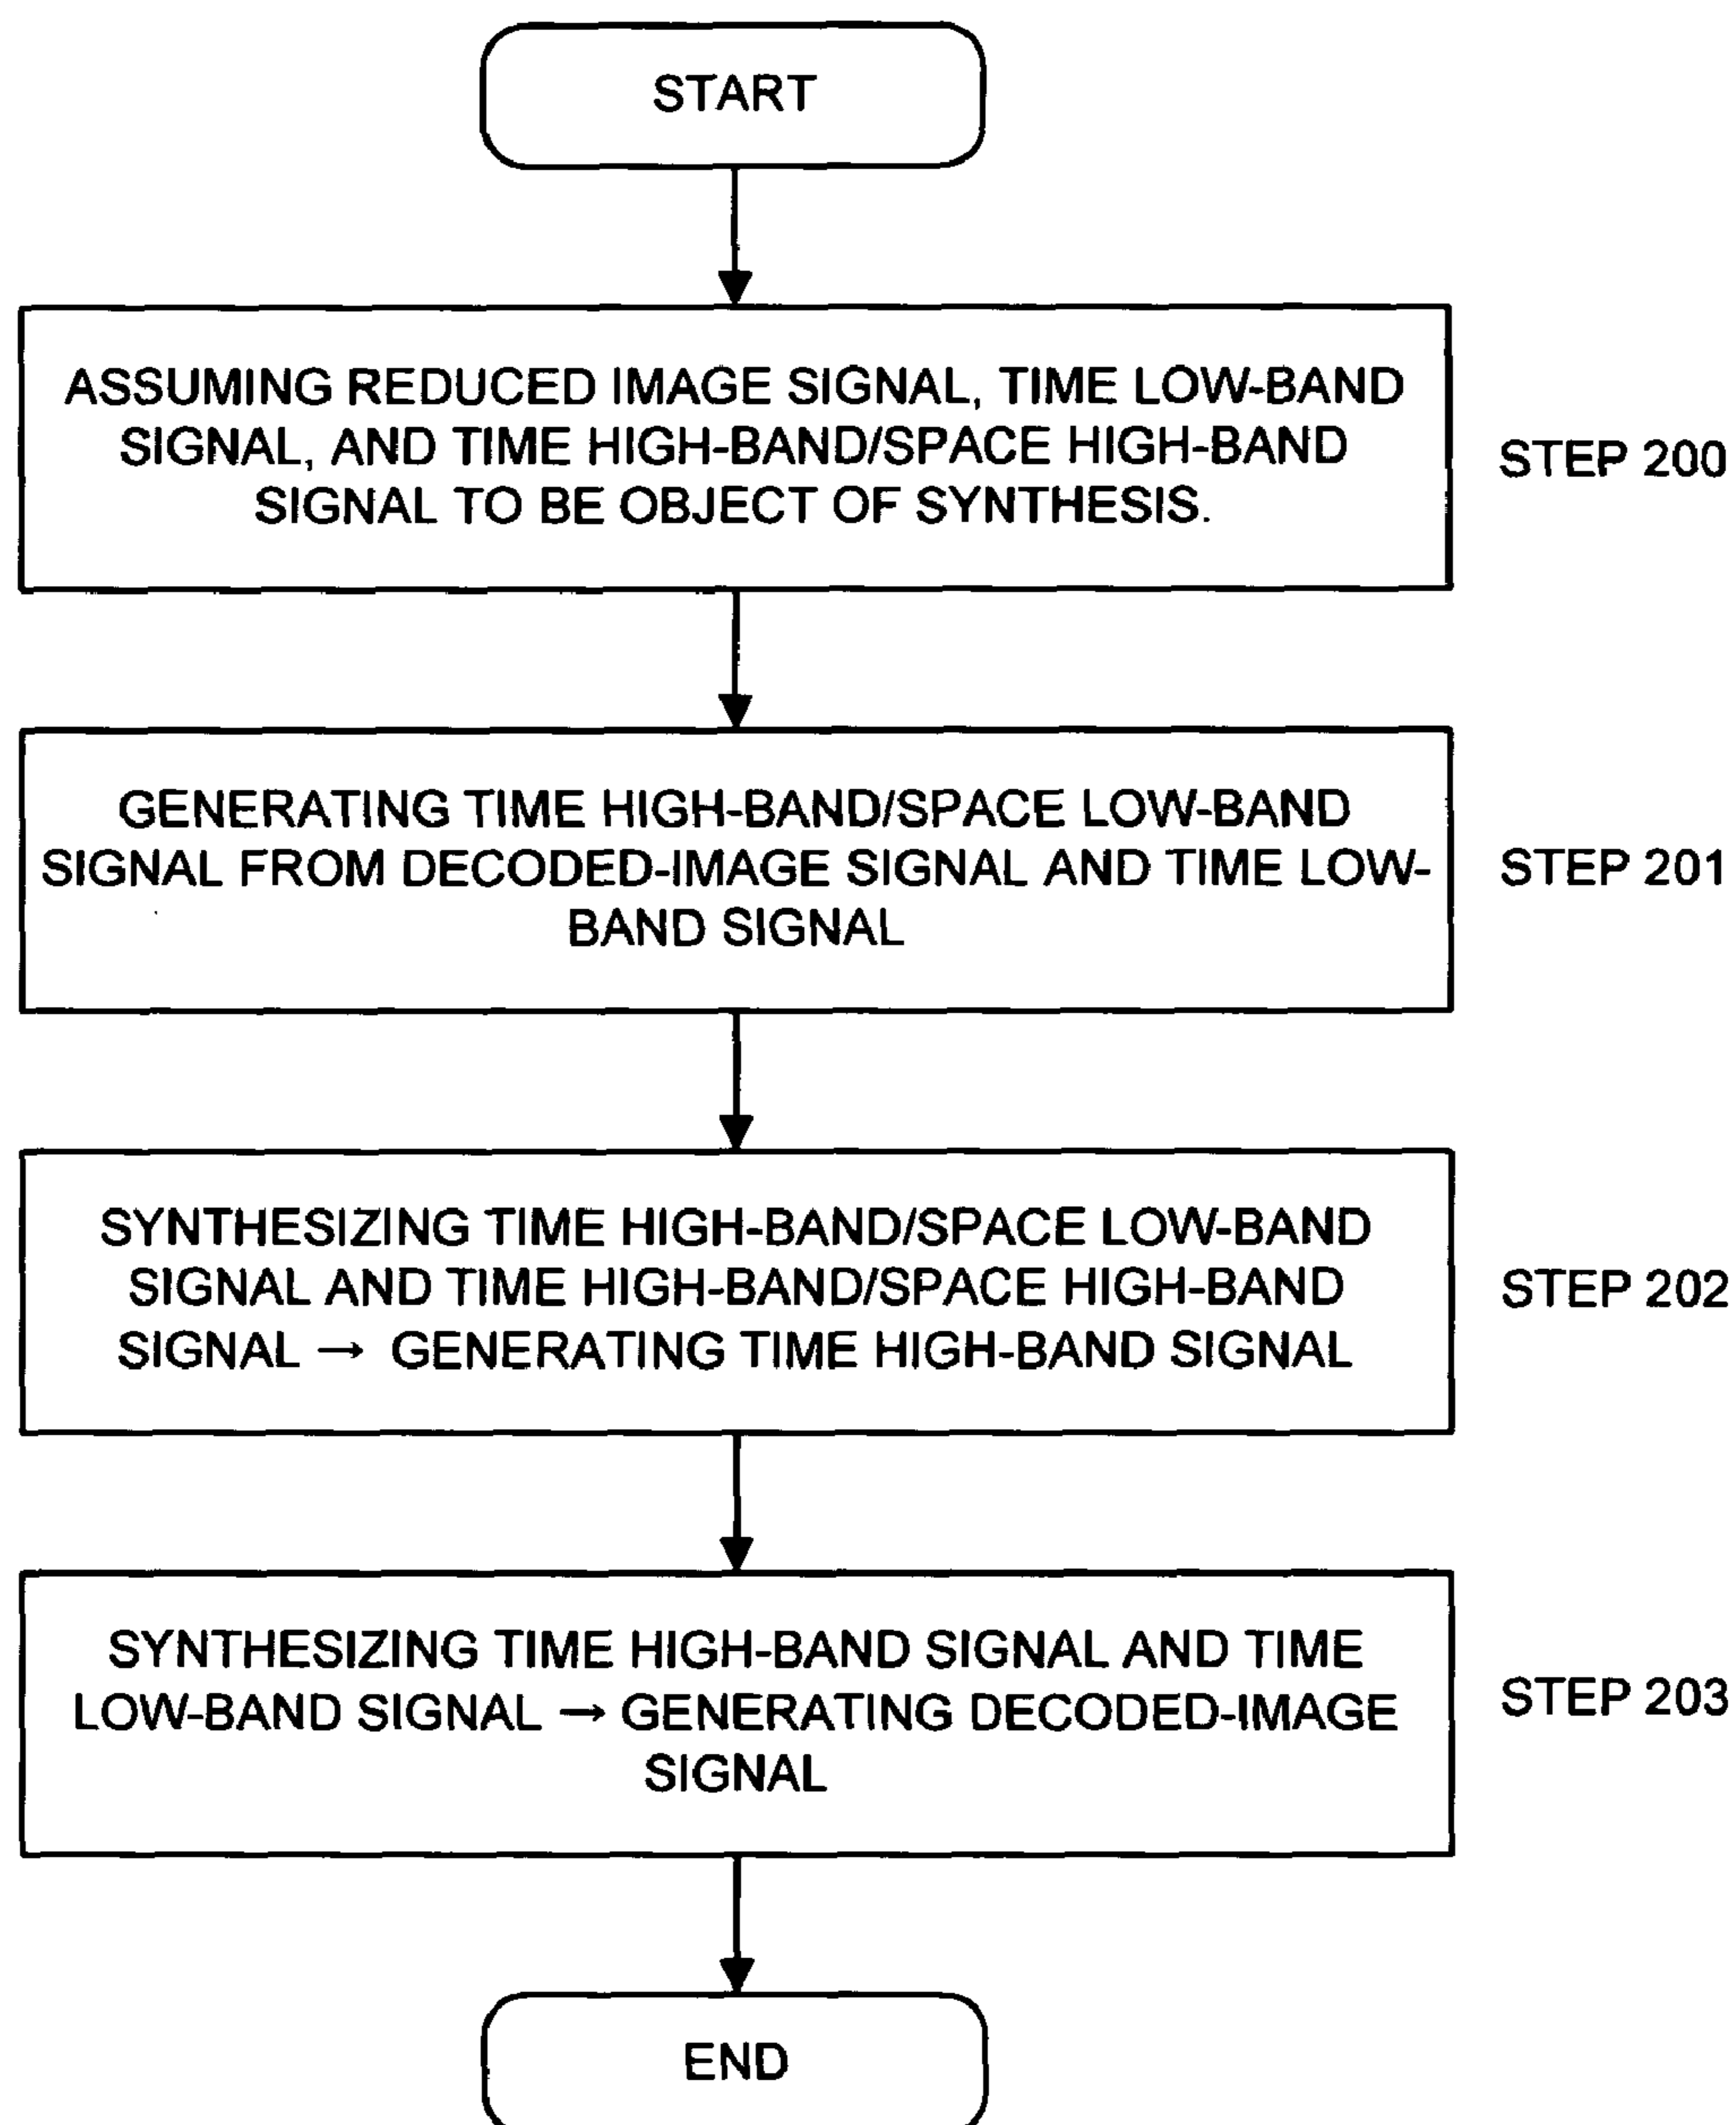 START
ASSUMING REDUCED IMAGE SIGNAL, TIME LOW-BAND
SIGNAL, AND TIME HIGH-BAND/SPACE HIGH-BAND
SIGNAL TO BE OBJECT OF SYNTHESIS.
STEP 200
GENERATING TIME HIGH-BAND/SPACE LOW-BAND
SIGNAL FROM DECODED-IMAGE SIGNAL AND TIME LOW-
BAND SIGNAL
STEP 201
SYNTHESIZING TIME HIGH-BAND/SPACE LOW-BAND
SIGNAL AND TIME HIGH-BAND/SPACE HIGH-BAND
SIGNAL → GENERATING TIME HIGH-BAND SIGNAL
STEP 202
SYNTHESIZING TIME HIGH-BAND SIGNAL AND TIME
LOW-BAND SIGNAL → GENERATING DECODED-IMAGE
SIGNAL
STEP 203
END